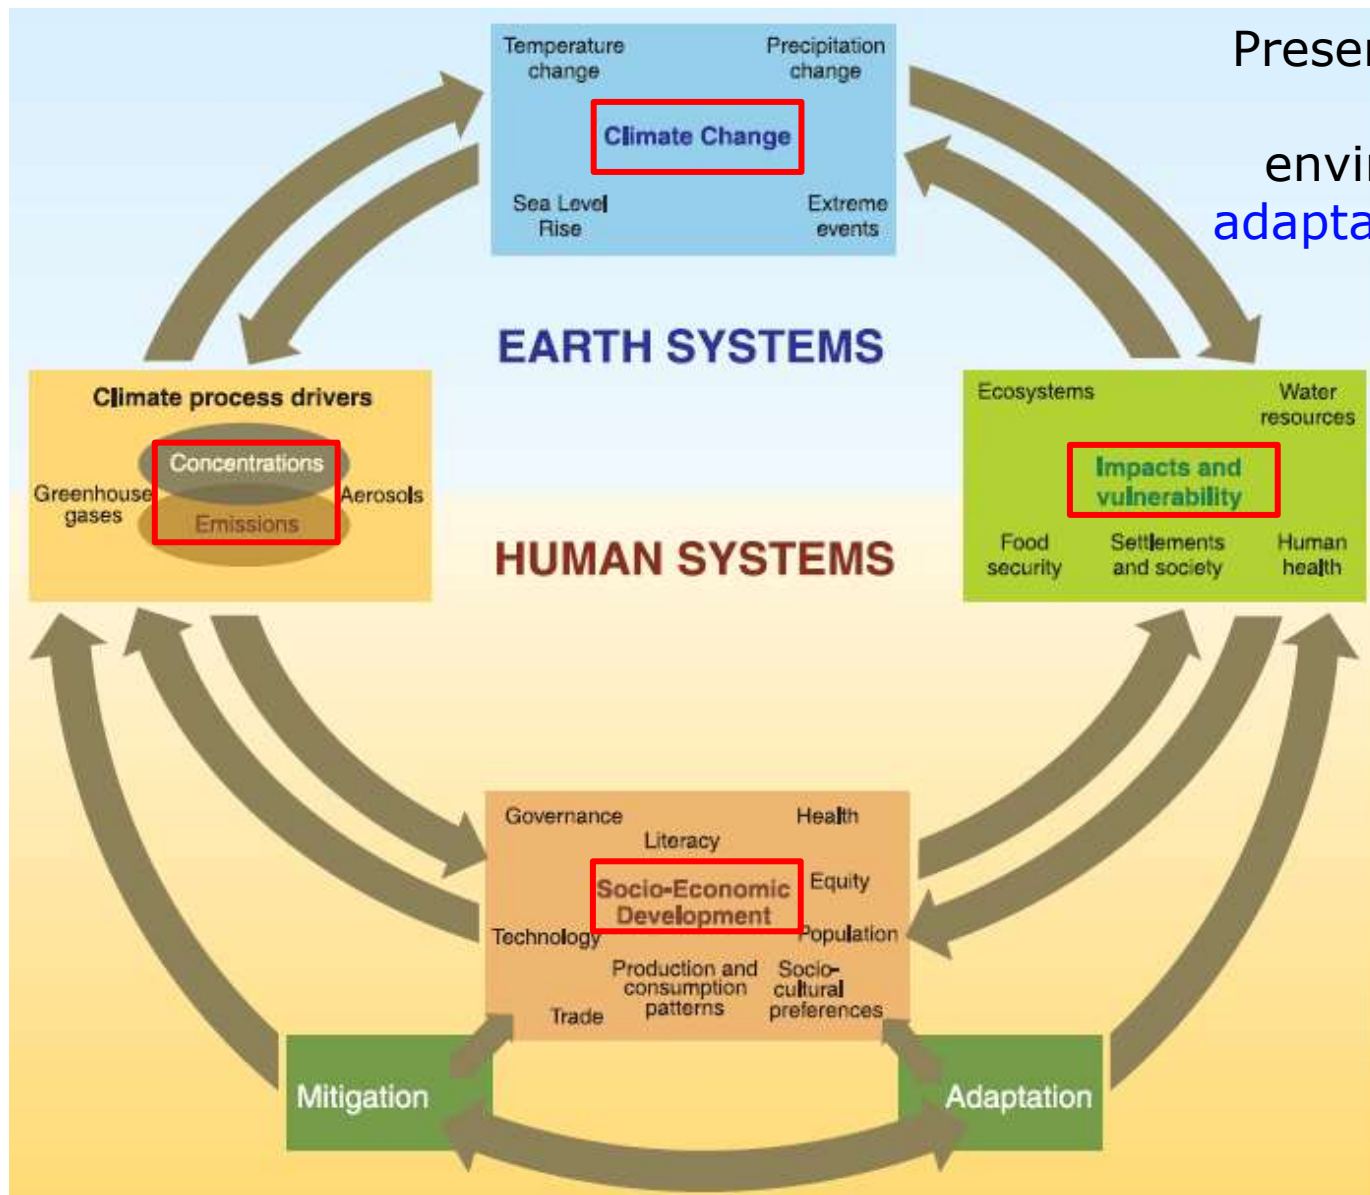 Temperature
change
Precipitation
change
Climate Change
Sea Level
Rise
Extreme
events
EARTH SYSTEMS
Climate process drivers
Concentrations
Greenhouse
gases
Aerosols
Emissions
Ecosystems
Water
resources
Impacts and
vulnerability
Food
security
Settlements
and society
Human
health
HUMAN SYSTEMS
Governance
Literacy
Health
Socio-Economic
Development
Equity
Technology
Population
Production and
consumption
patterns
Socio-
cultural
preferences
Trade
Mitigation
Adaptation